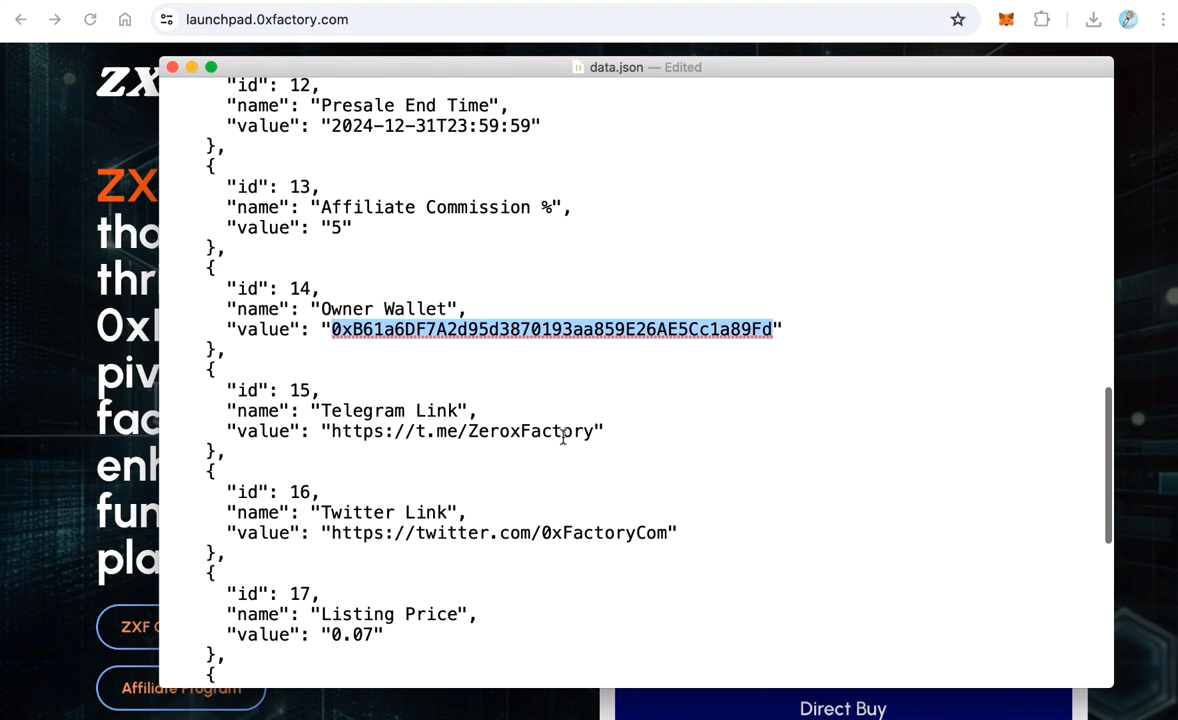 launchpad.0xfactory.com
data.json — Edited
"id": 12,
"name": "Presale End Time",
"value": "2024-12-31T23:59:59"
},
{
"id": 13,
"name": "Affiliate Commission %",
"value": "5"
},
{
"id": 14,
"name": "Owner Wallet",
"value": "0xB61a6DF7A2d95d3870193aa859E26AE5Cc1a89Fd"
},
{
"id": 15,
"name": "Telegram Link",
"value": "https://t.me/ZeroxFactory"
},
{
"id": 16,
"name": "Twitter Link",
"value": "https://twitter.com/0xFactoryCom"
},
{
"id": 17,
"name": "Listing Price",
"value": "0.07"
},
{
ZX
ZX
tho
thri
0x
piv
fac
enh
fun
pla
ZXF
Affiliate Program
Direct Buy